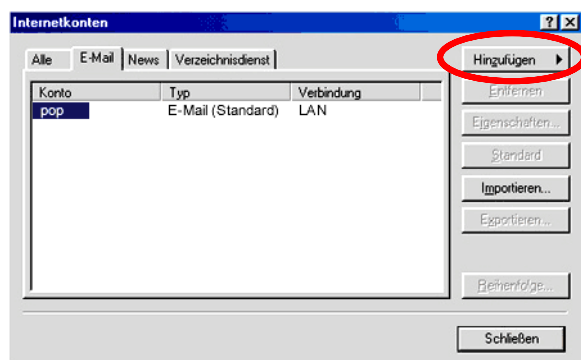 Internetkonten
Alle E-Mail News Verzeichnisdienst
Hinzufügen
Konto Typ Verbindung
Entfernen
pop E-Mail (Standard) LAN
Eigenschaften...
Standard
Importieren...
Exportieren...
Reihenfolge...
Schließen